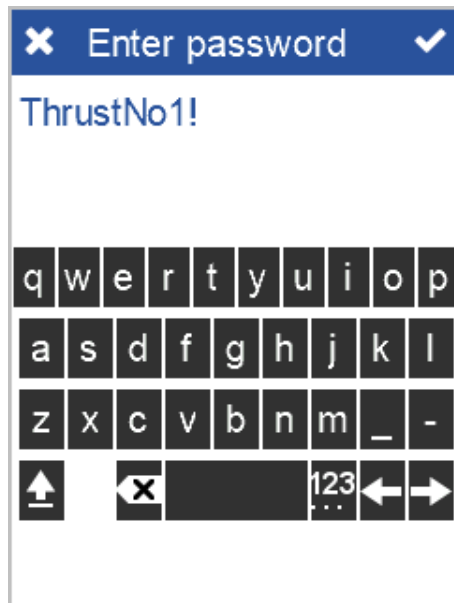 Enter password
ThrustNo1!
q w e r t y u i o p
a s d f g h j k l
z x c v b n m _ -
123
...